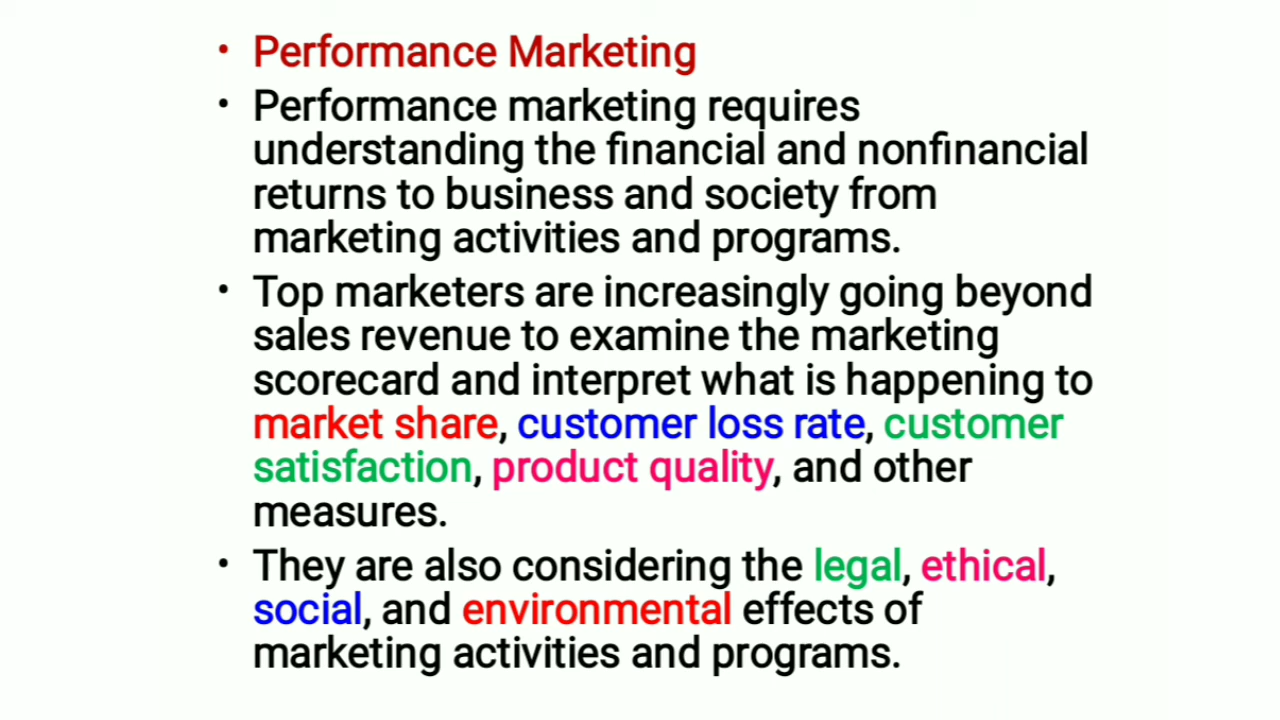 • Performance Marketing
• Performance marketing requires
understanding the financial and nonfinancial
returns to business and society from
marketing activities and programs.
• Top marketers are increasingly going beyond
sales revenue to examine the marketing
scorecard and interpret what is happening to
market share, customer loss rate, customer
satisfaction, product quality, and other
measures.
• They are also considering the legal, ethical,
social, and environmental effects of
marketing activities and programs.